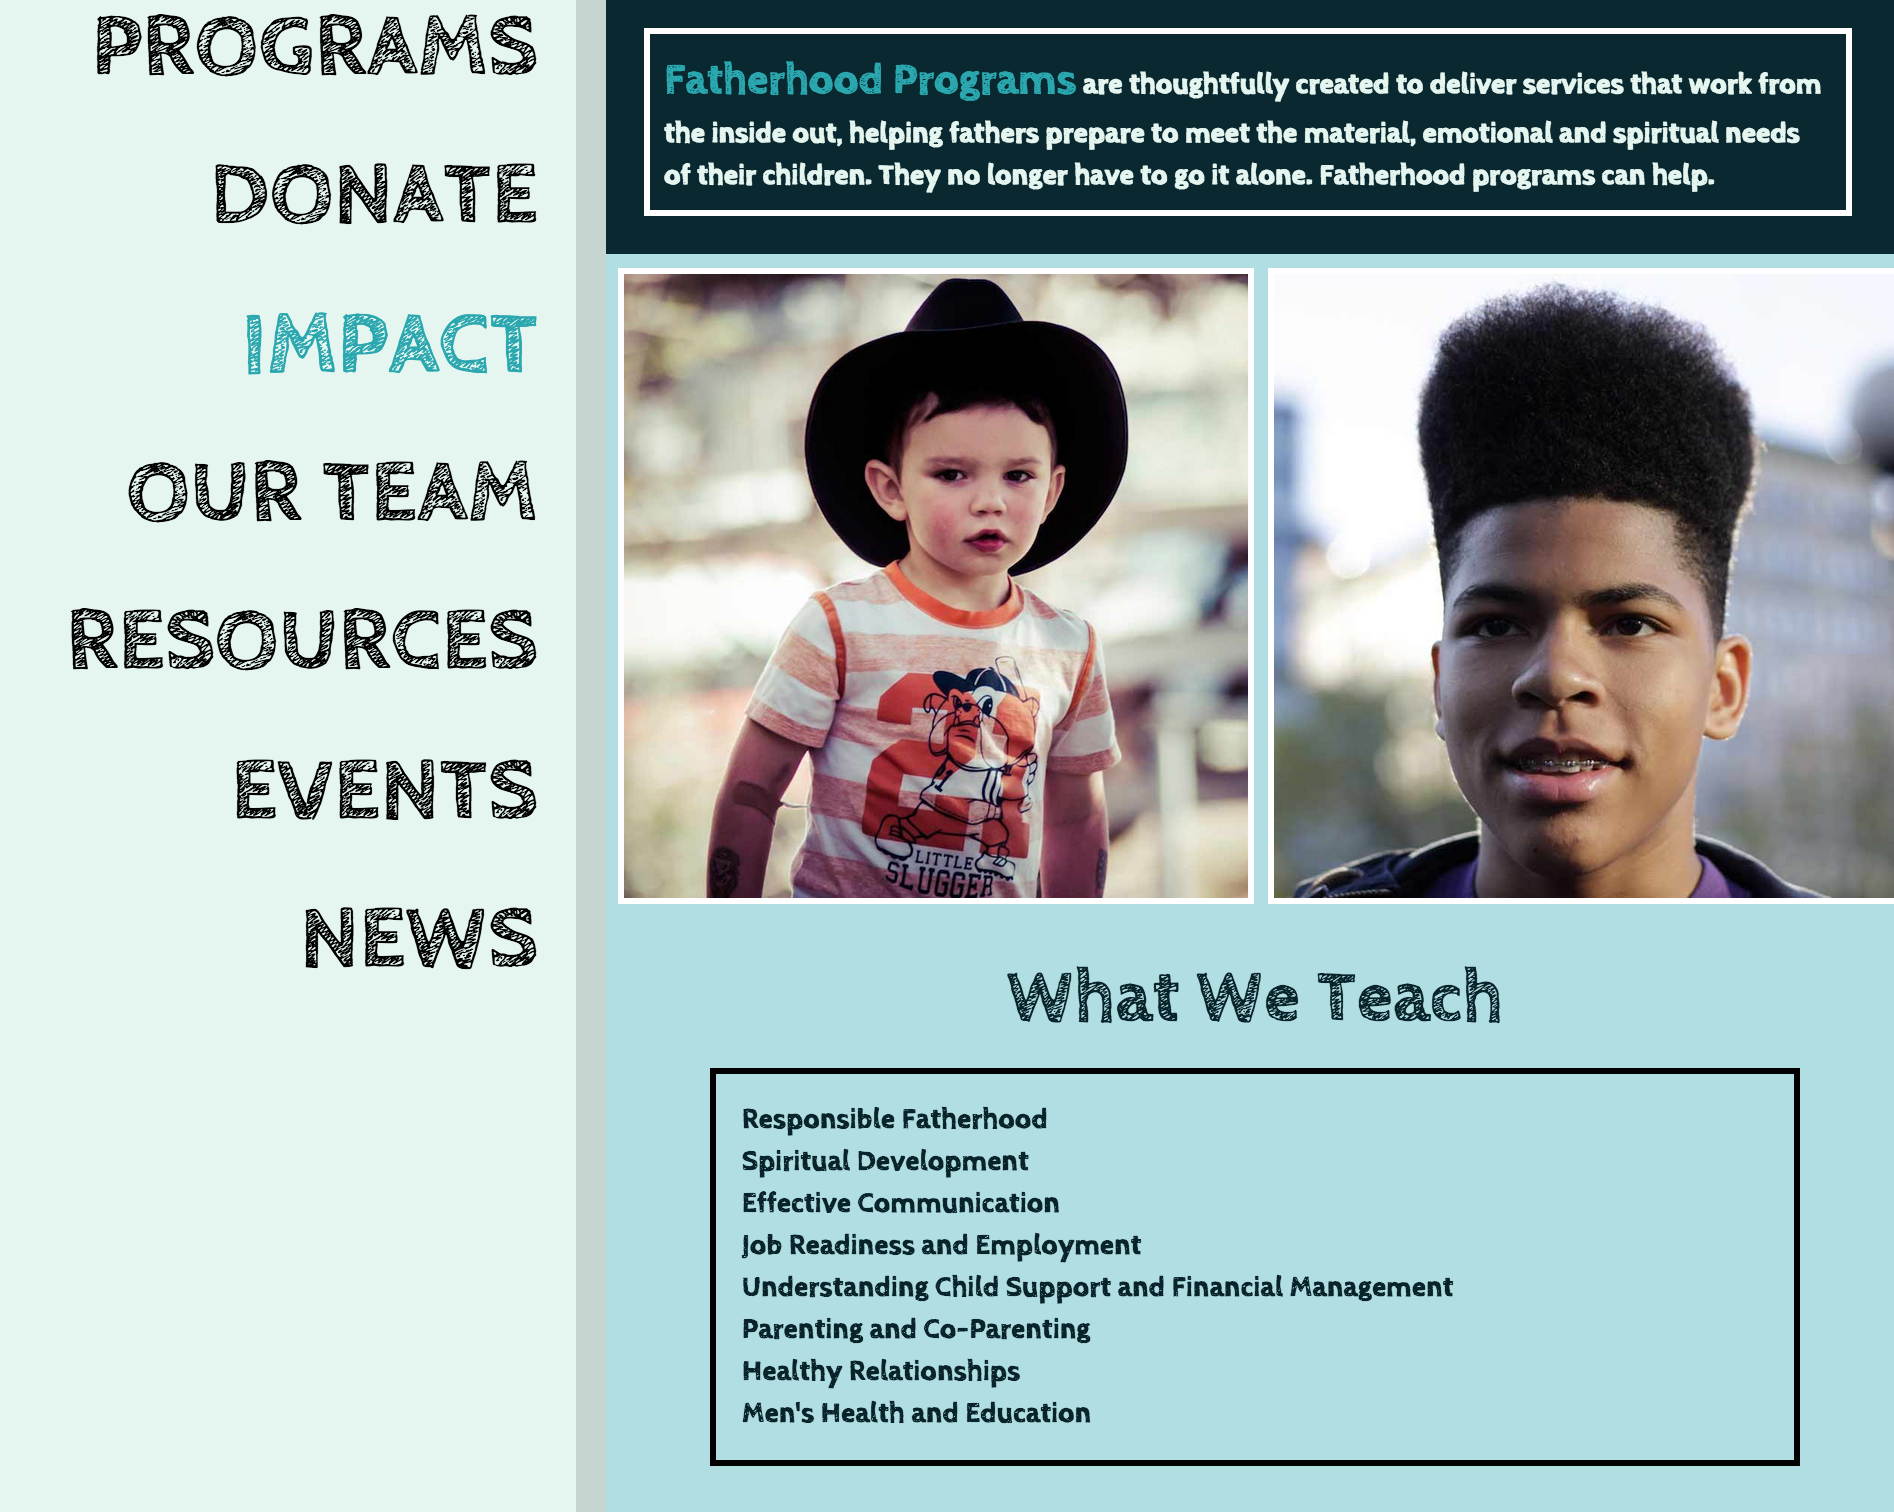 PROGRAMS
DONATE
IMPACT
OUR TEAM
RESOURCES
EVENTS
NEWS
Fatherhood Programs are thoughtfully created to deliver services that work from
the inside out, helping fathers prepare to meet the material, emotional and spiritual needs
of their children. They no longer have to go it alone. Fatherhood programs can help.
LITTLE
SLUGGER
What We Teach
Responsible Fatherhood
Spiritual Development
Effective Communication
Job Readiness and Employment
Understanding Child Support and Financial Management
Parenting and Co-Parenting
Healthy Relationships
Men's Health and Education